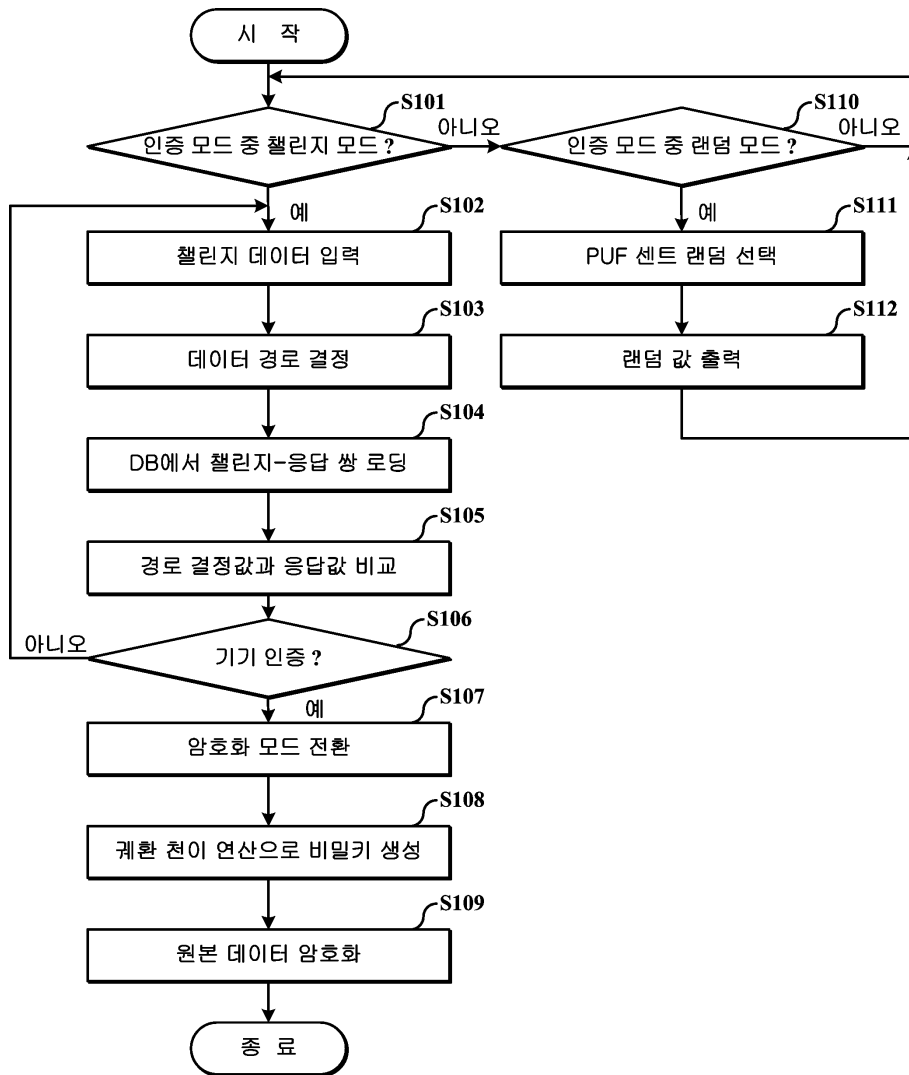 시 작
S101
인증 모드 중 챌린지 모드 ?
아니오
S110
인증 모드 중 랜덤 모드 ?
아니오
예
S102
챌린지 데이터 입력
예
S111
PUF 센트 랜덤 선택
S103
데이터 경로 결정
S112
랜덤 값 출력
S104
DB에서 챌린지-응답 쌍 로딩
S105
경로 결정값과 응답값 비교
S106
기기 인증 ?
아니오
예
S107
암호화 모드 전환
S108
궤환 천이 연산으로 비밀키 생성
S109
원본 데이터 암호화
종 료